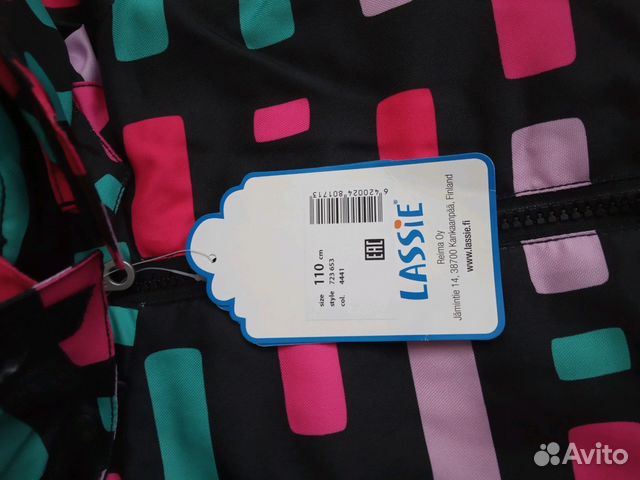 6 420024 801713
size 110 cm
style 723 653
col. 4441
EAC
LASSIE®
Reima Oy
Jämintie 14, 38700 Kankaanpää, Finland
www.lassie.fi
Avito